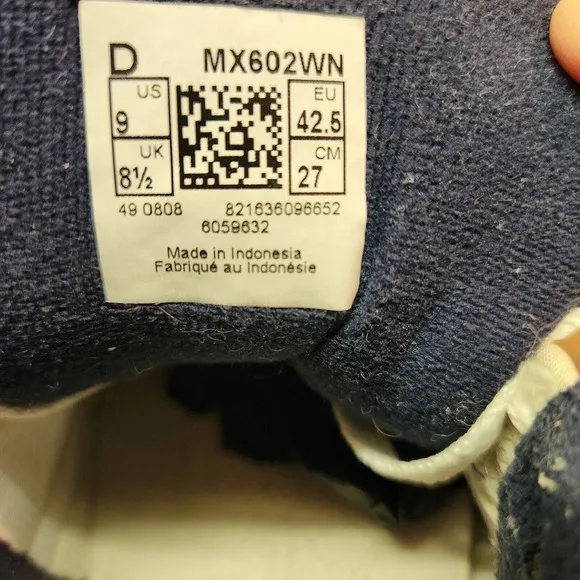 D MX602WN
US EU
9 42.5
UK CM
8½ 27
49 0808 821636096652
6059632
Made in Indonesia
Fabriqué au Indonésie